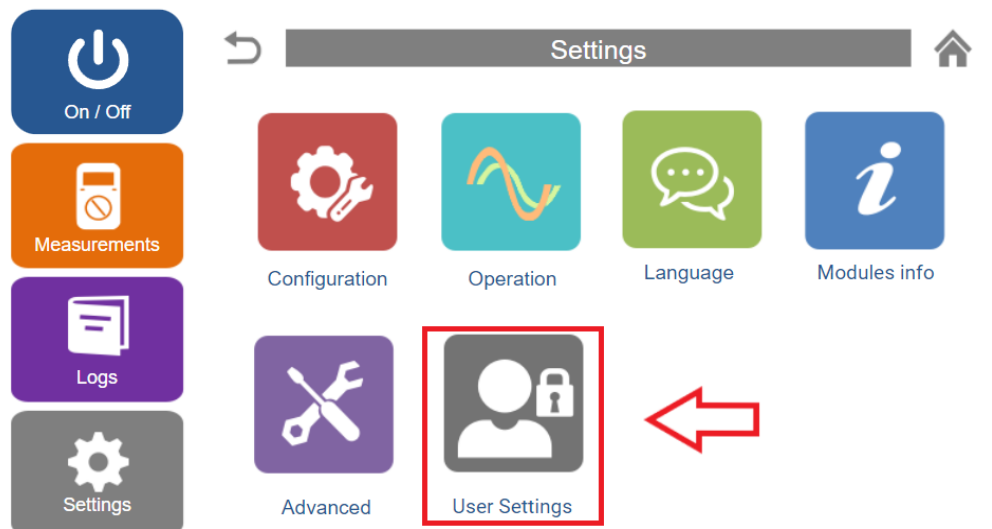 Settings
On / Off
Measurements
Logs
Settings
Configuration
Operation
Language
Modules info
Advanced
User Settings